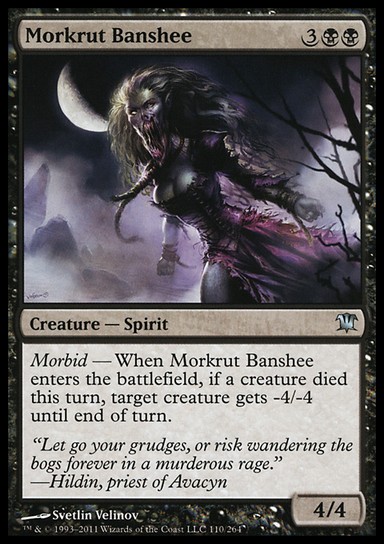 Morkrut Banshee 3
Creature — Spirit
Morbid — When Morkrut Banshee
enters the battlefield, if a creature died
this turn, target creature gets -4/-4
until end of turn.
“Let go your grudges, or risk wandering the
bogs forever in a murderous rage.”
—Hildin, priest of Avacyn
4/4
Svetlin Velinov
™ & © 1993–2011 Wizards of the Coast LLC 110/264